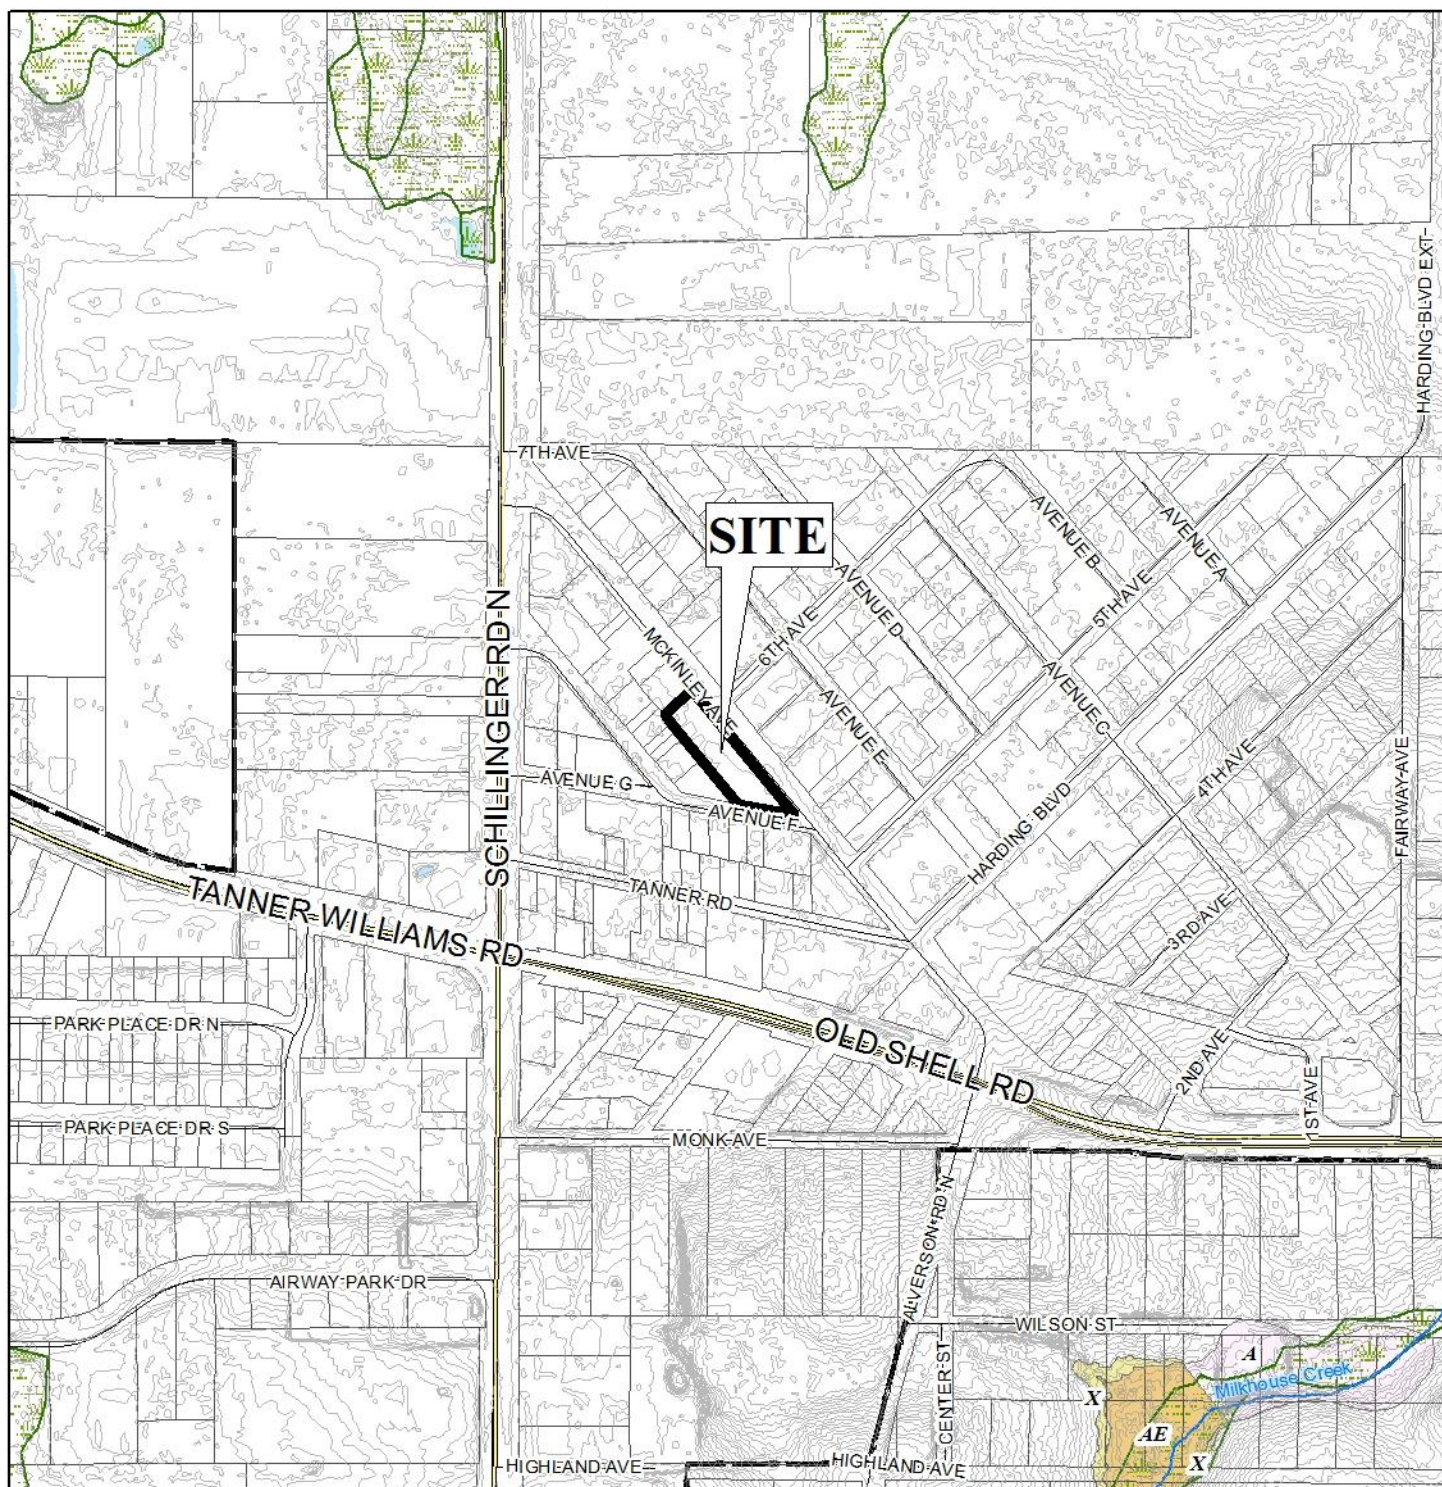 HARDING BLVD EXT
7TH AVE
SITE
AVENUE B
AVENUE A
AVENUE D
5TH AVE
6TH AVE
MCKINLEY AVE
SCHILLINGER RD N
AVENUE C
AVENUE E
4TH AVE
AVENUE G
AVENUE F
HARDING BLVD
FAIRWAY AVE
TANNER RD
3RD AVE
TANNER WILLIAMS RD
PARK PLACE DR N
OLD SHELL RD
2ND AVE
ST AVE
PARK PLACE DR S
MONK AVE
ALVERSON RD N
AIRWAY PARK DR
WILSON ST
CENTER ST
A
Milkhouse Creek
X
AE
X
HIGHLAND AVE
HIGHLAND AVE